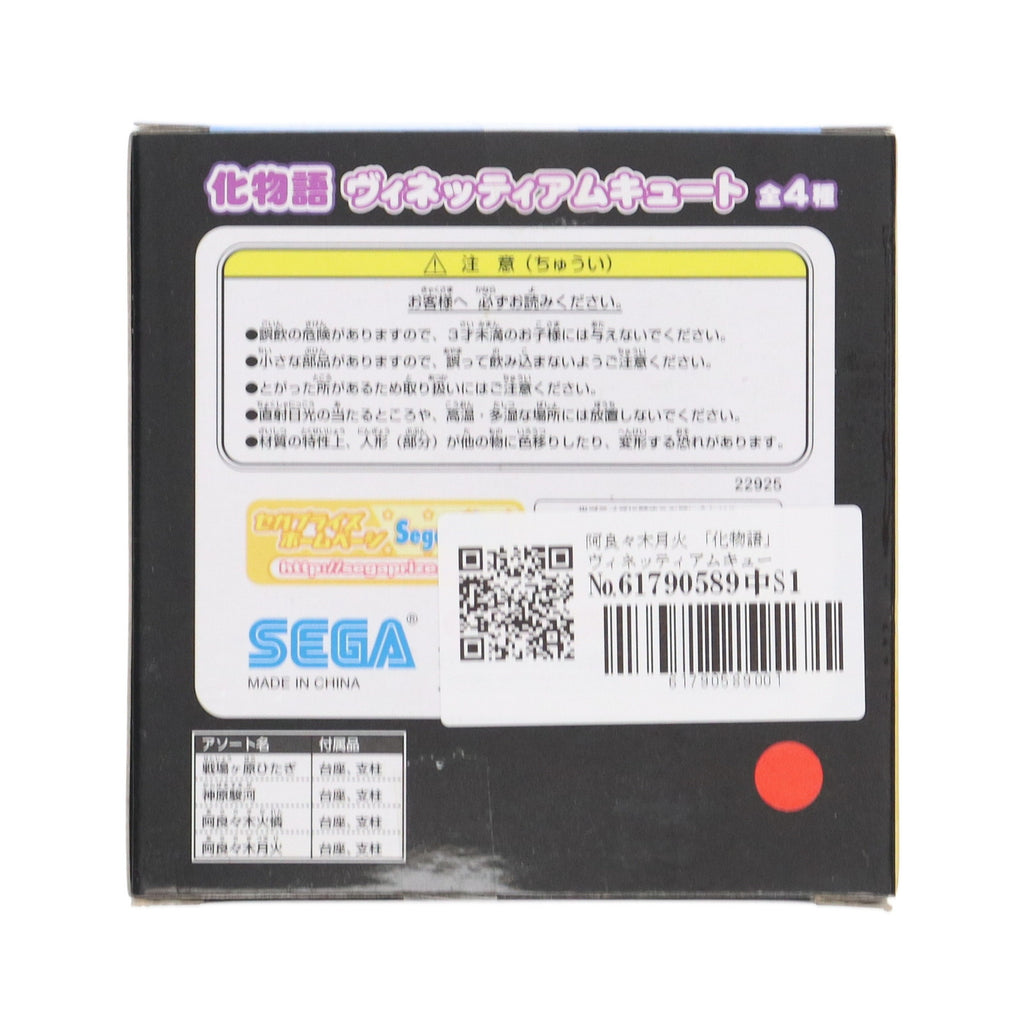 化物語 ヴィネッティアムキュート 全4種
⚠ 注 意（ちゅうい）
お客様へ 必ずお読みください。
●誤飲の危険がありますので、3才未満のお子様には与えないでください。
●小さな部品がありますので、誤って飲み込まないようご注意ください。
●とがった所があるため取り扱いにはご注意ください。
●直射日光の当たるところや、高温・多湿な場所には放置しないでください。
●材質の特性上、人形（部分）が他の物に色移りしたり、変形する恐れがあります。
22925
セガプライズ
ホームページ
Seg
http://segaprize
SEGA®
MADE IN CHINA
阿良々木月火 「化物語」
ヴィネッティアムキュー
No.61790589中S1
61790589001
アソート名 付属品
戦場ヶ原ひたぎ 台座、支柱
神原駿河 台座、支柱
阿良々木火憐 台座、支柱
阿良々木月火 台座、支柱